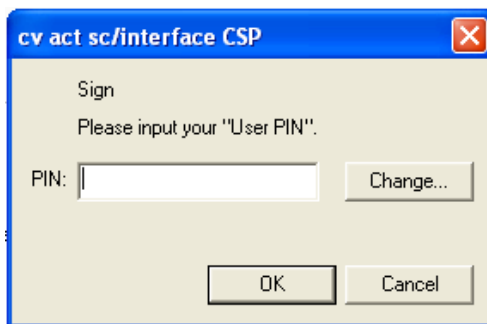 cv act sc/interface CSP
Sign
Please input your "User PIN".
PIN:
Change...
OK
Cancel